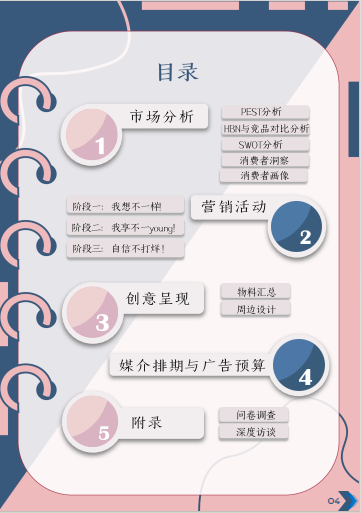 目录
1
市场分析
PEST分析
HBN与竞品对比分析
SWOT分析
消费者洞察
消费者画像
阶段一：我想不一样!
阶段二：我享不一young!
阶段三：自信不打烊!
营销活动
2
3
创意呈现
物料汇总
周边设计
媒介排期与广告预算
4
5
附录
问卷调查
深度访谈
04